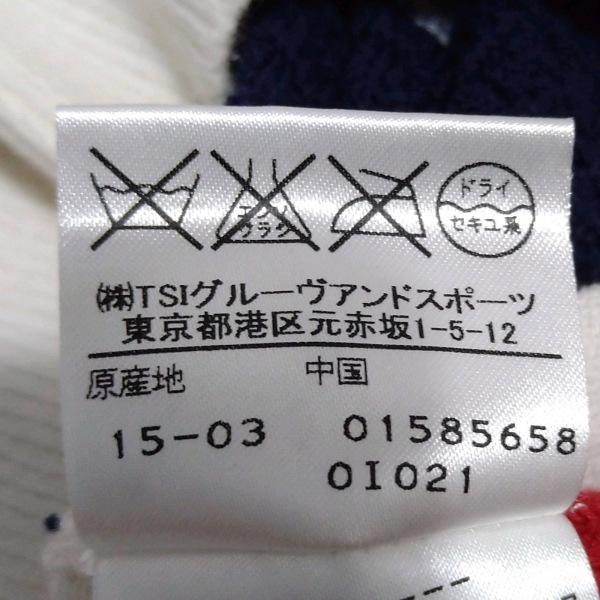 エンソ
サラシ
ドライ
セキユ系
㈱TSIグルーヴアンドスポーツ
東京都港区元赤坂1-5-12
原産地 中国
15-03 01585658
0I021